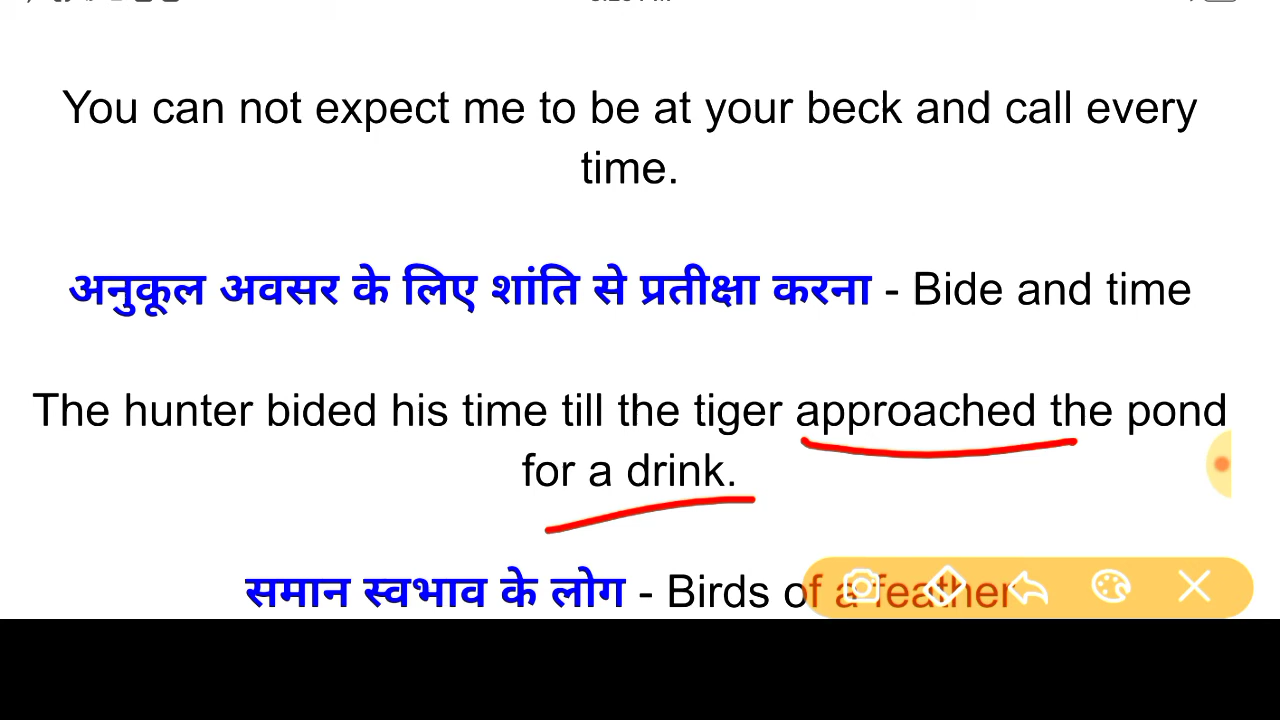 You can not expect me to be at your beck and call every
time.
अनुकूल अवसर के लिए शांति से प्रतीक्षा करना - Bide and time
The hunter bided his time till the tiger approached the pond
for a drink.
समान स्वभाव के लोग - Birds of a feather